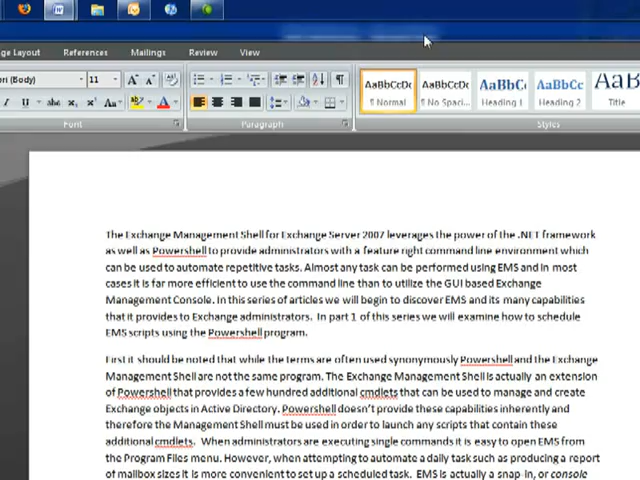 ge Layout References Mailings Review View
ri (Body) 11
AaBbCcDc AaBbCcDc AaBbC AaBbCc AaB
¶ Normal ¶ No Spaci... Heading 1 Heading 2 Title
Font Paragraph Styles
The Exchange Management Shell for Exchange Server 2007 leverages the power of the .NET framework
as well as Powershell to provide administrators with a feature right command line environment which
can be used to automate repetitive tasks. Almost any task can be performed using EMS and in most
cases it is far more efficient to use the command line than to utilize the GUI based Exchange
Management Console. In this series of articles we will begin to discover EMS and its many capabilities
that it provides to Exchange administrators. In part 1 of this series we will examine how to schedule
EMS scripts using the Powershell program.
First it should be noted that while the terms are often used synonymously Powershell and the Exchange
Management Shell are not the same program. The Exchange Management Shell is actually an extension
of Powershell that provides a few hundred additional cmdlets that can be used to manage and create
Exchange objects in Active Directory. Powershell doesn't provide these capabilities inherently and
therefore the Management Shell must be used in order to launch any scripts that contain these
additional cmdlets. When administrators are executing single commands it is easy to open EMS from
the Program Files menu. However, when attempting to automate a daily task such as producing a report
of mailbox sizes it is more convenient to set up a scheduled task. EMS is actually a snap-in, or console